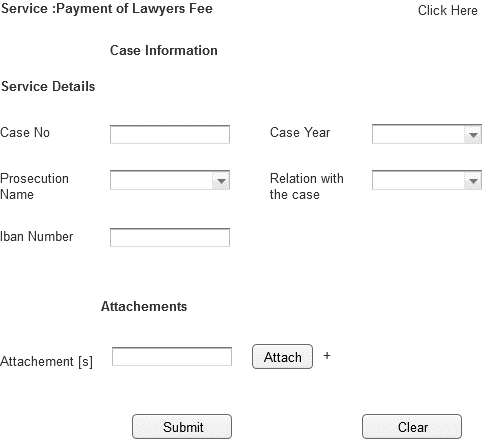 Service :Payment of Lawyers Fee Click Here
Case Information
Service Details
Case No Case Year
Prosecution Relation with
Name the case
Iban Number
Attachements
Attachement [s] Attach +
Submit Clear